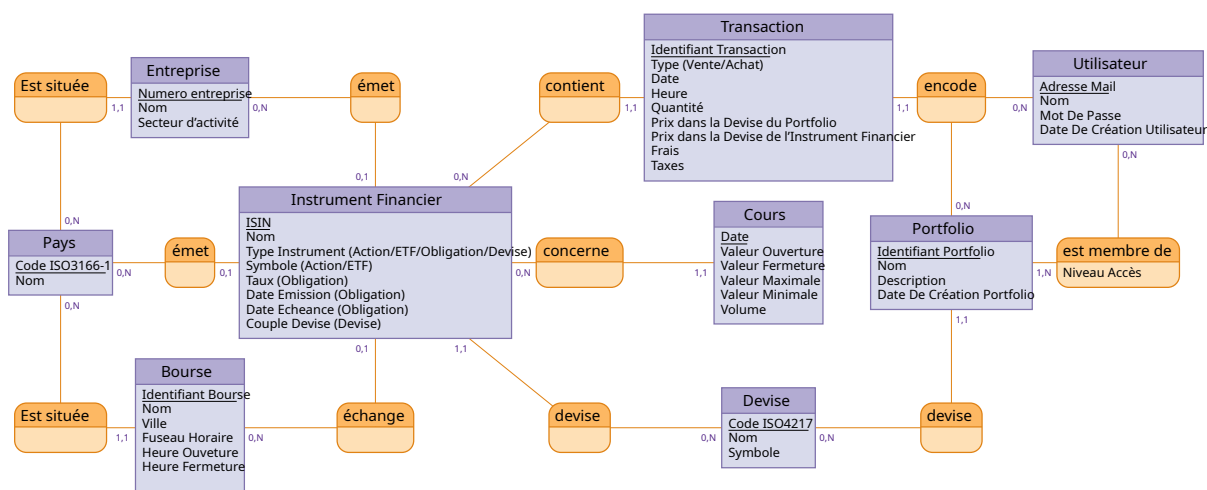 Transaction
Identifiant Transaction
Type (Vente/Achat)
Date
Heure
Quantité
Prix dans la Devise du Portfolio
Prix dans la Devise de l'Instrument Financier
Frais
Taxes
Entreprise
Numero entreprise
Nom
Secteur d'activité
Est située
1,1
0,N
émet
0,N
0,1
contient
1,1
0,N
encode
1,1
0,N
0,N
Utilisateur
Adresse Mail
Nom
Mot De Passe
Date De Création Utilisateur
0,N
Instrument Financier
ISIN
Nom
Type Instrument (Action/ETF/Obligation/Devise)
Symbole (Action/ETF)
Taux (Obligation)
Date Emission (Obligation)
Date Echeance (Obligation)
Couple Devise (Devise)
Pays
Code ISO3166-1
Nom
0,N
émet
0,1
0,N
concerne
0,N
1,1
Cours
Date
Valeur Ouverture
Valeur Fermeture
Valeur Maximale
Valeur Minimale
Volume
Portfolio
Identifiant Portfolio
Nom
Description
Date De Création Portfolio
1,N
est membre de
Niveau Accès
1,1
0,1
1,1
Bourse
Identifiant Bourse
Nom
Ville
Fuseau Horaire
Heure Ouveture
Heure Fermeture
Est située
1,1
0,N
échange
devise
0,N
Devise
Code ISO4217
Nom
Symbole
0,N
devise